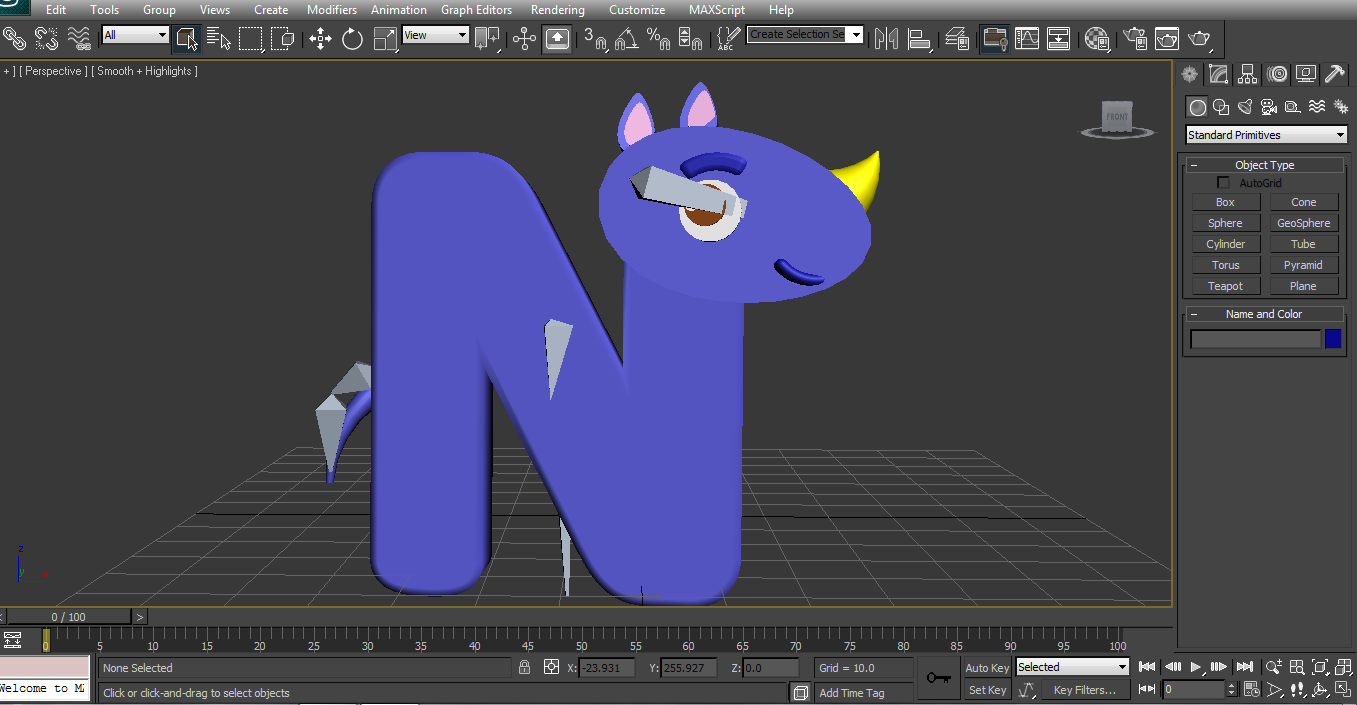 Edit Tools Group Views Create Modifiers Animation Graph Editors Rendering Customize MAXScript Help
All View 3 % ABC Create Selection Se
+ ] [ Perspective ] [ Smooth + Highlights ]
FRONT
Standard Primitives
Object Type
AutoGrid
Box Cone
Sphere GeoSphere
Cylinder Tube
Torus Pyramid
Teapot Plane
Name and Color
z
y x
< 0 / 100 >
0 5 10 15 20 25 30 35 40 45 50 55 60 65 70 75 80 85 90 95 100
None Selected X: -23.931 Y: 255.927 Z: 0.0 Grid = 10.0 Auto Key Selected
Welcome to M
Click or click-and-drag to select objects Add Time Tag Set Key Key Filters... 0